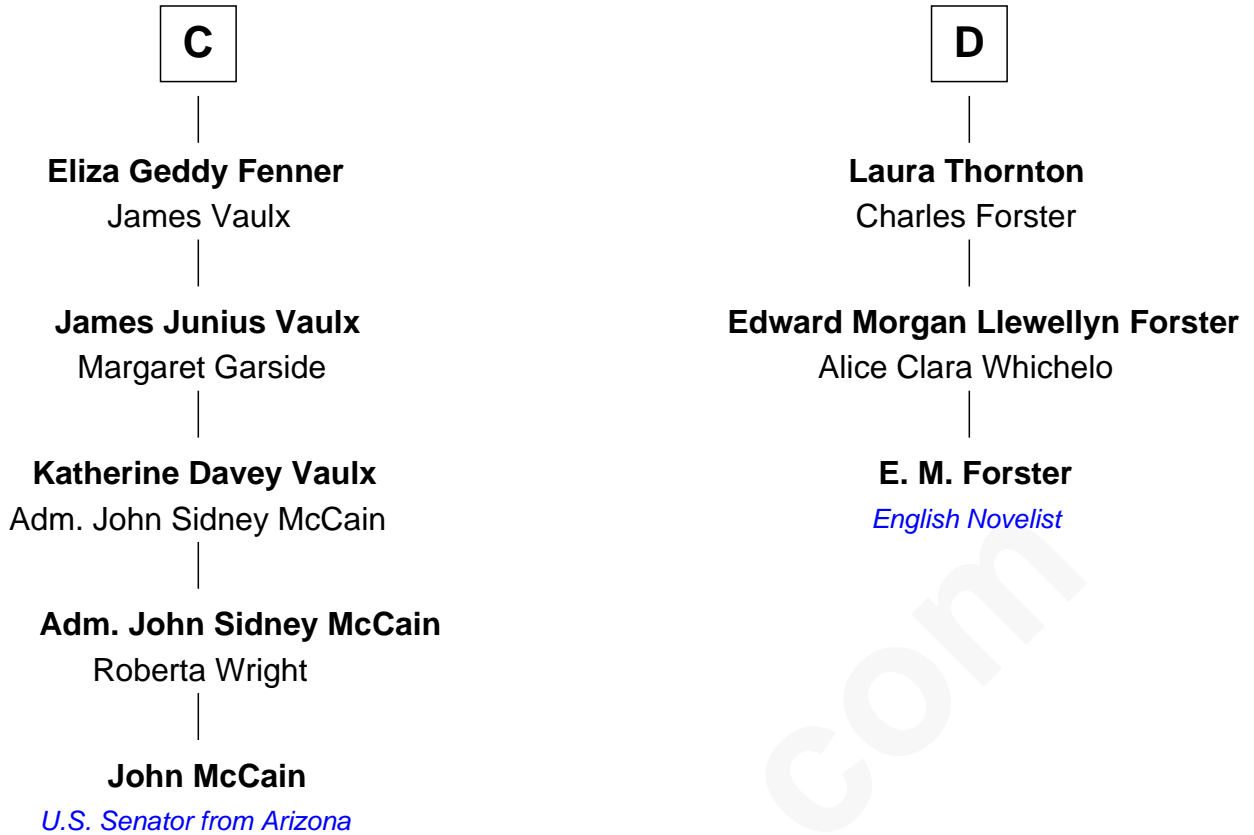 C
Eliza Geddy Fenner
James Vaulx
James Junius Vaulx
Margaret Garside
Katherine Davey Vaulx
Adm. John Sidney McCain
Adm. John Sidney McCain
Roberta Wright
John McCain
U.S. Senator from Arizona
D
Laura Thornton
Charles Forster
Edward Morgan Llewellyn Forster
Alice Clara Whichelo
E. M. Forster
English Novelist
com